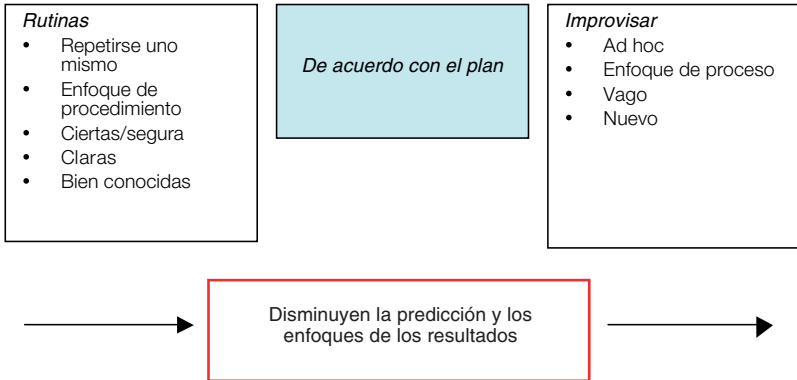 Rutinas
• Repetirse uno
mismo
• Enfoque de
procedimiento
• Ciertas/segura
• Claras
• Bien conocidas
De acuerdo con el plan
Improvisar
• Ad hoc
• Enfoque de proceso
• Vago
• Nuevo
Disminuyen la predicción y los
enfoques de los resultados